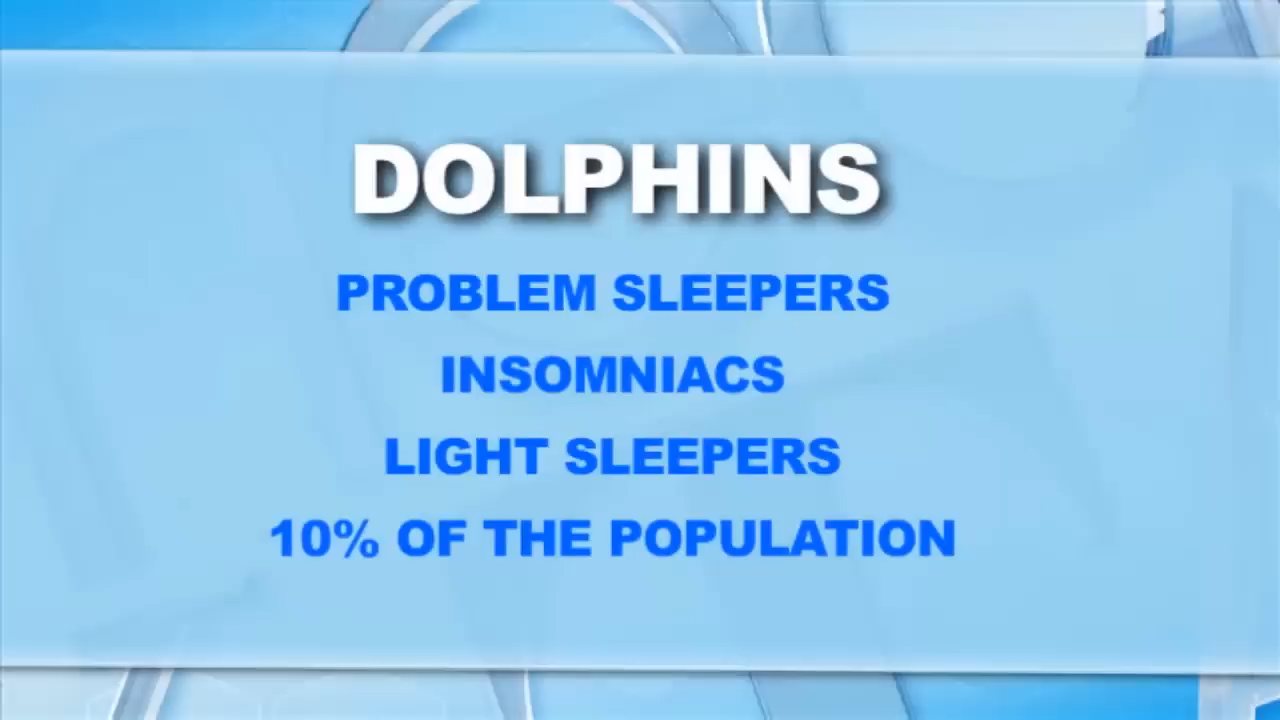 DOLPHINS
PROBLEM SLEEPERS
INSOMNIACS
LIGHT SLEEPERS
10% OF THE POPULATION